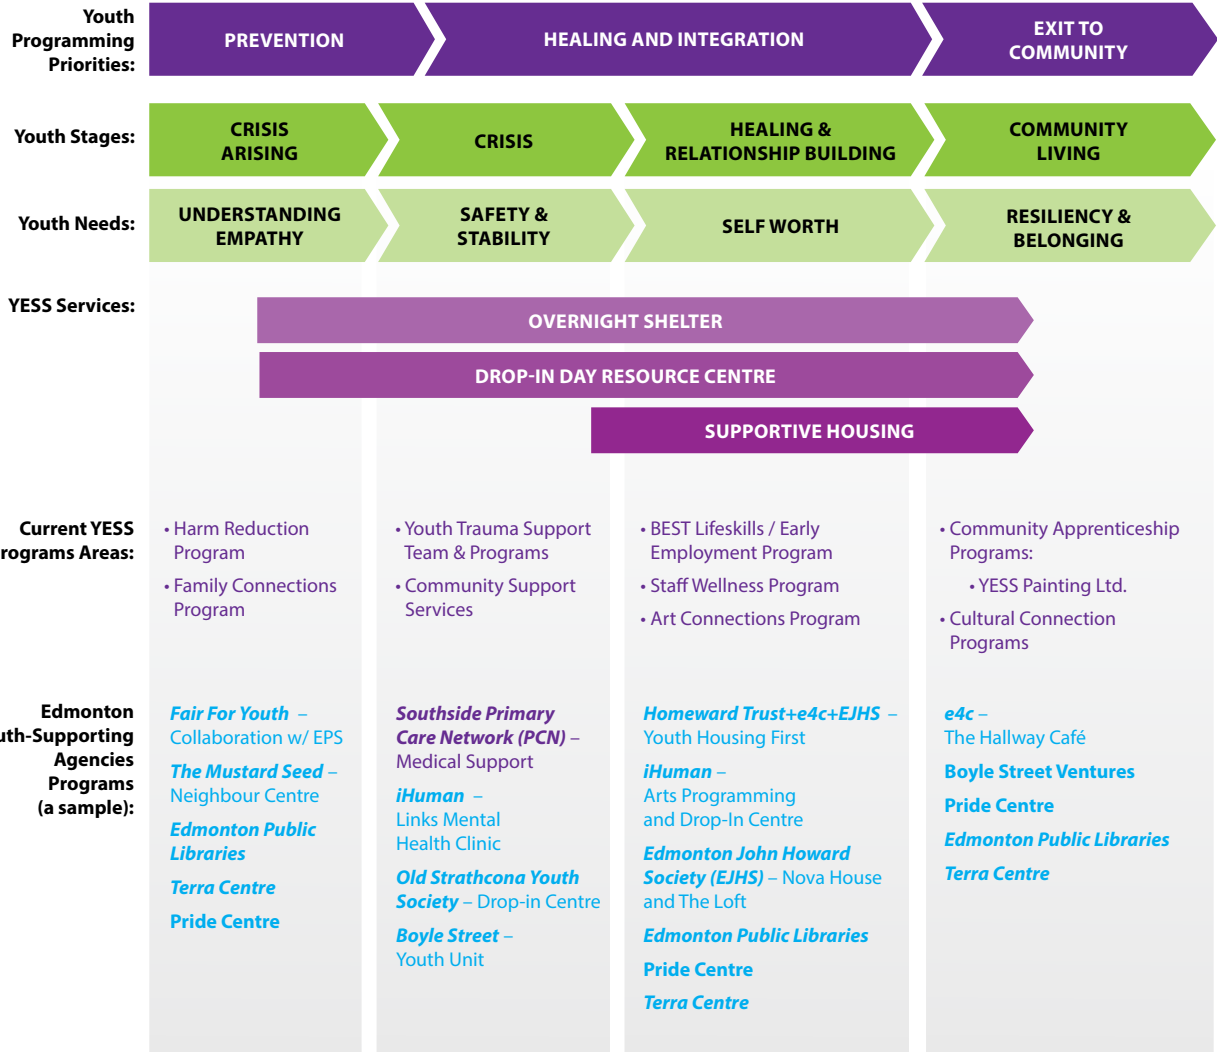 Youth
Programming
Priorities:
PREVENTION
HEALING AND INTEGRATION
EXIT TO
COMMUNITY
Youth Stages:
CRISIS
ARISING
CRISIS
HEALING &
RELATIONSHIP BUILDING
COMMUNITY
LIVING
Youth Needs:
UNDERSTANDING
EMPATHY
SAFETY &
STABILITY
SELF WORTH
RESILIENCY &
BELONGING
YESS Services:
OVERNIGHT SHELTER
DROP-IN DAY RESOURCE CENTRE
SUPPORTIVE HOUSING
Current YESS
rograms Areas:
• Harm Reduction
Program
• Family Connections
Program
• Youth Trauma Support
Team & Programs
• Community Support
Services
• BEST Lifeskills / Early
Employment Program
• Staff Wellness Program
• Art Connections Program
• Community Apprenticeship
Programs:
• YESS Painting Ltd.
• Cultural Connection
Programs
Edmonton
uth-Supporting
Agencies
Programs
(a sample):
Fair For Youth –
Collaboration w/ EPS
The Mustard Seed –
Neighbour Centre
Edmonton Public
Libraries
Terra Centre
Pride Centre
Southside Primary
Care Network (PCN) –
Medical Support
iHuman –
Links Mental
Health Clinic
Old Strathcona Youth
Society – Drop-in Centre
Boyle Street –
Youth Unit
Homeward Trust+e4c+EJHS –
Youth Housing First
iHuman –
Arts Programming
and Drop-In Centre
Edmonton John Howard
Society (EJHS) – Nova House
and The Loft
Edmonton Public Libraries
Pride Centre
Terra Centre
e4c –
The Hallway Café
Boyle Street Ventures
Pride Centre
Edmonton Public Libraries
Terra Centre